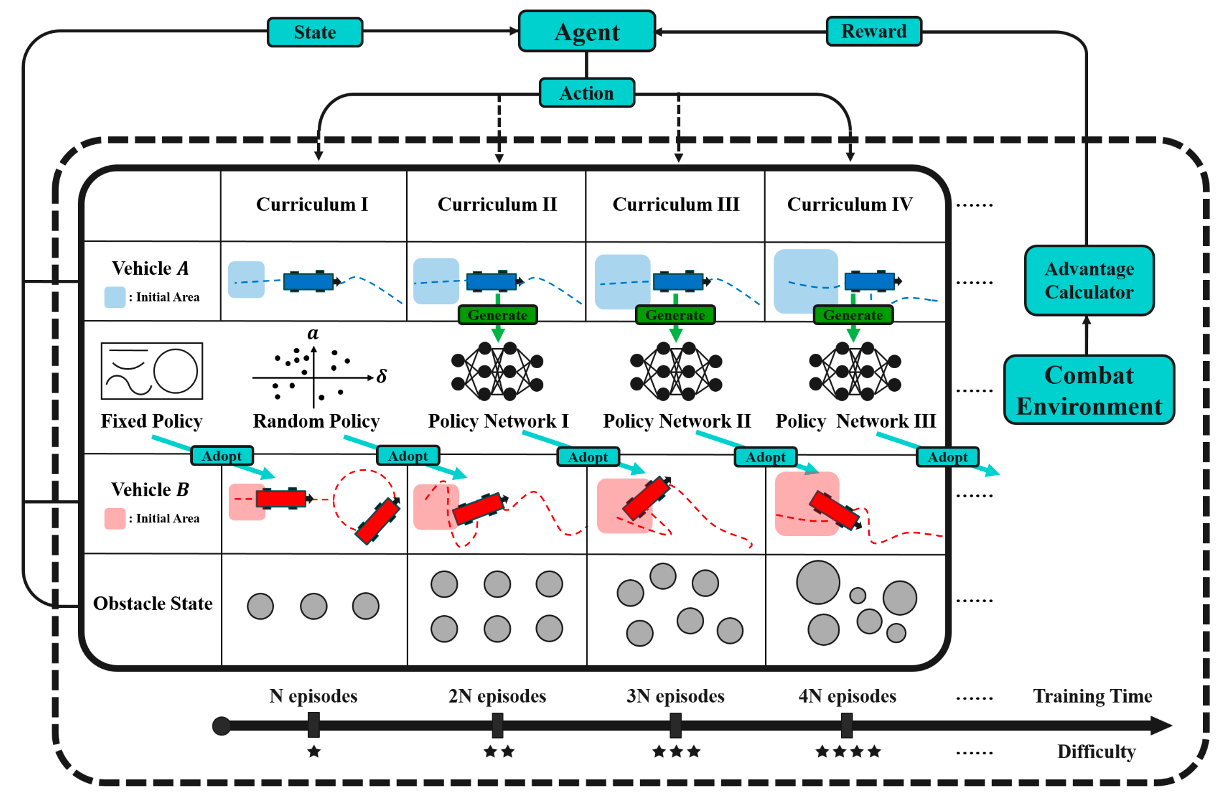 State
Agent
Reward
Action
Curriculum I
Curriculum II
Curriculum III
Curriculum IV
......
Vehicle A
: Initial Area
......
Advantage
Calculator
Generate
Generate
Generate
a
δ
......
Combat
Environment
Fixed Policy
Random Policy
Policy Network I
Policy Network II
Policy Network III
Adopt
Adopt
Adopt
Adopt
Adopt
Vehicle B
: Initial Area
......
Obstacle State
......
N episodes
2N episodes
3N episodes
4N episodes
......
Training Time
......
Difficulty